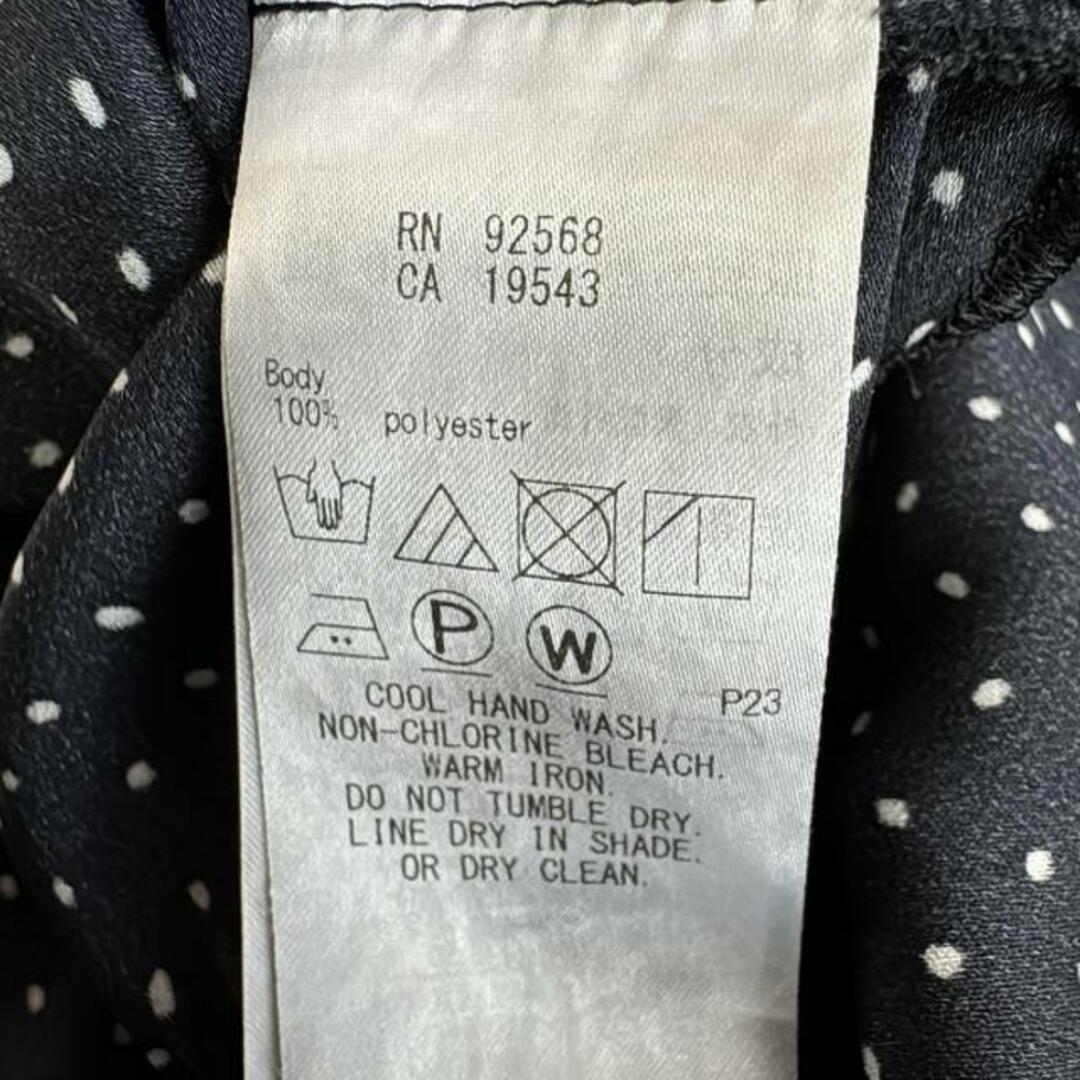 RN 92568
CA 19543
Body
100% polyester
P W
P23
COOL HAND WASH.
NON-CHLORINE BLEACH.
WARM IRON.
DO NOT TUMBLE DRY.
LINE DRY IN SHADE.
OR DRY CLEAN.